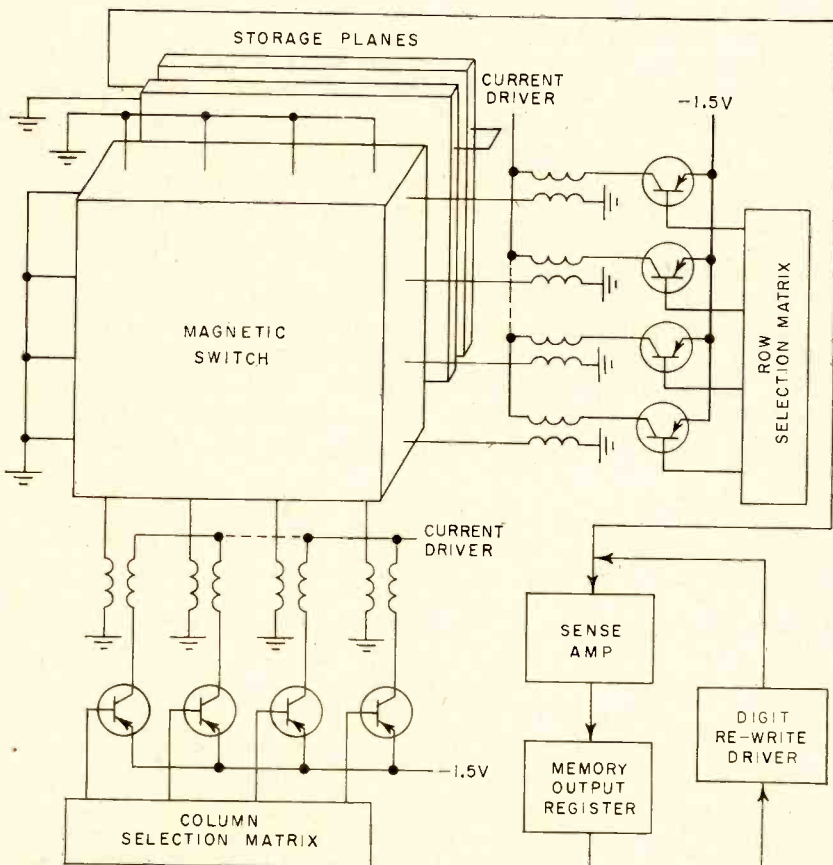 STORAGE PLANES
CURRENT
DRIVER
-1.5V
MAGNETIC
SWITCH
ROW
SELECTION MATRIX
CURRENT
DRIVER
SENSE
AMP
DIGIT
RE-WRITE
DRIVER
-1.5V
MEMORY
OUTPUT
REGISTER
COLUMN
SELECTION MATRIX